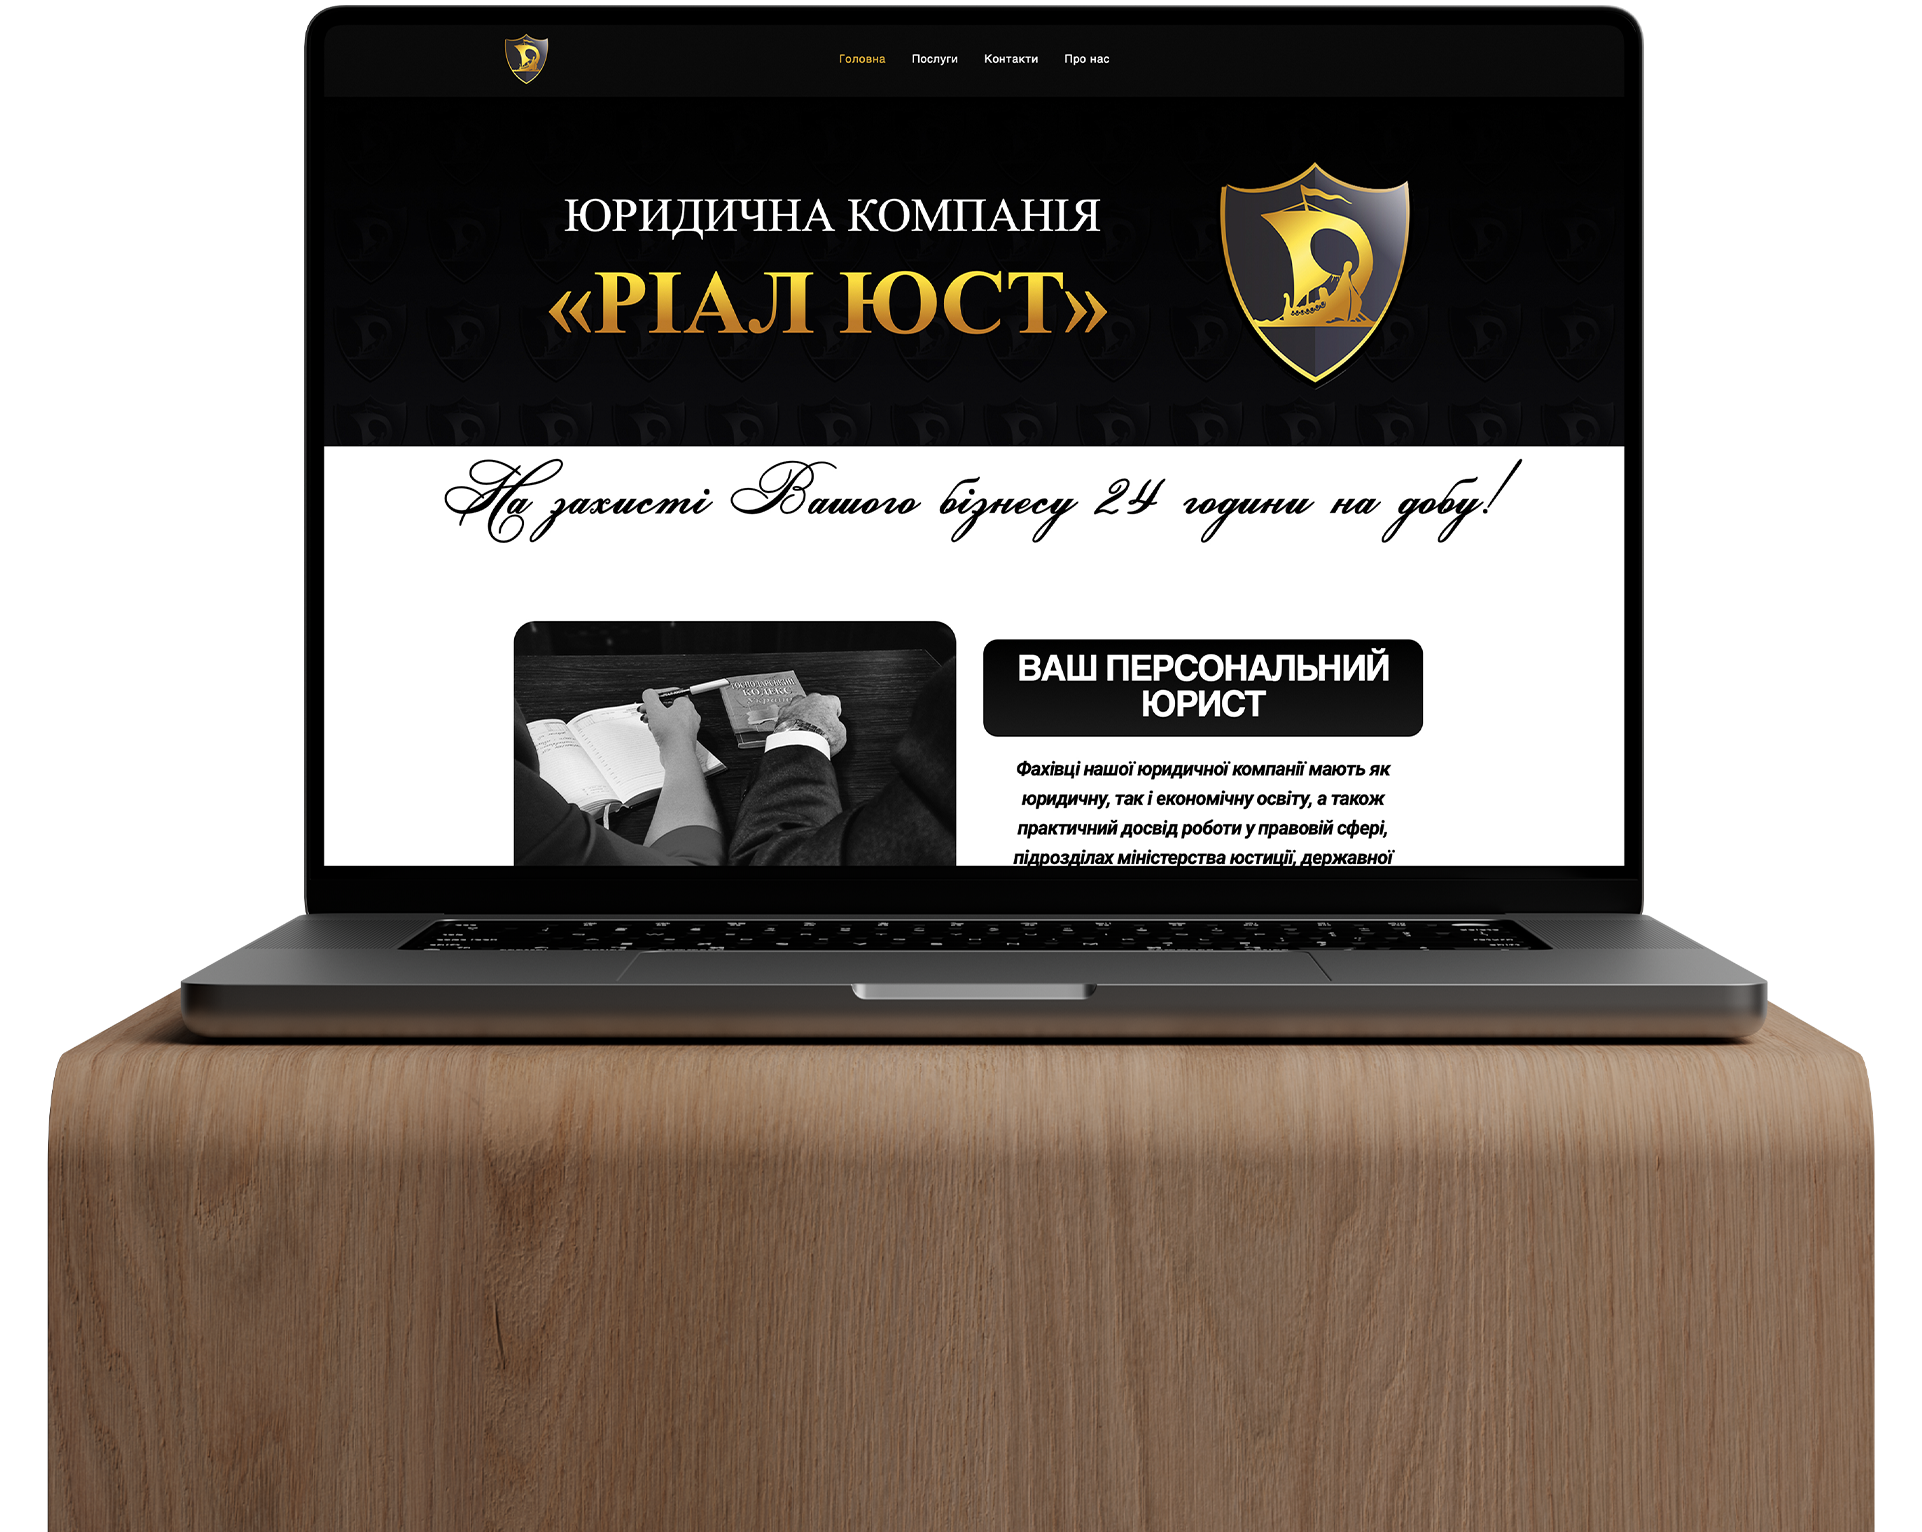 Головна Послуги Контакти Про нас
ЮРИДИЧНА КОМПАНІЯ
«РІАЛ ЮСТ»
На захисті Вашого бізнесу 24 години на добу!
ГОСПОДАРСЬКИЙ
КОДЕКС
України
ВАШ ПЕРСОНАЛЬНИЙ
ЮРИСТ
Фахівці нашої юридичної компанії мають як
юридичну, так і економічну освіту, а також
практичний досвід роботи у правовій сфері,
підрозділах міністерства юстиції, державної